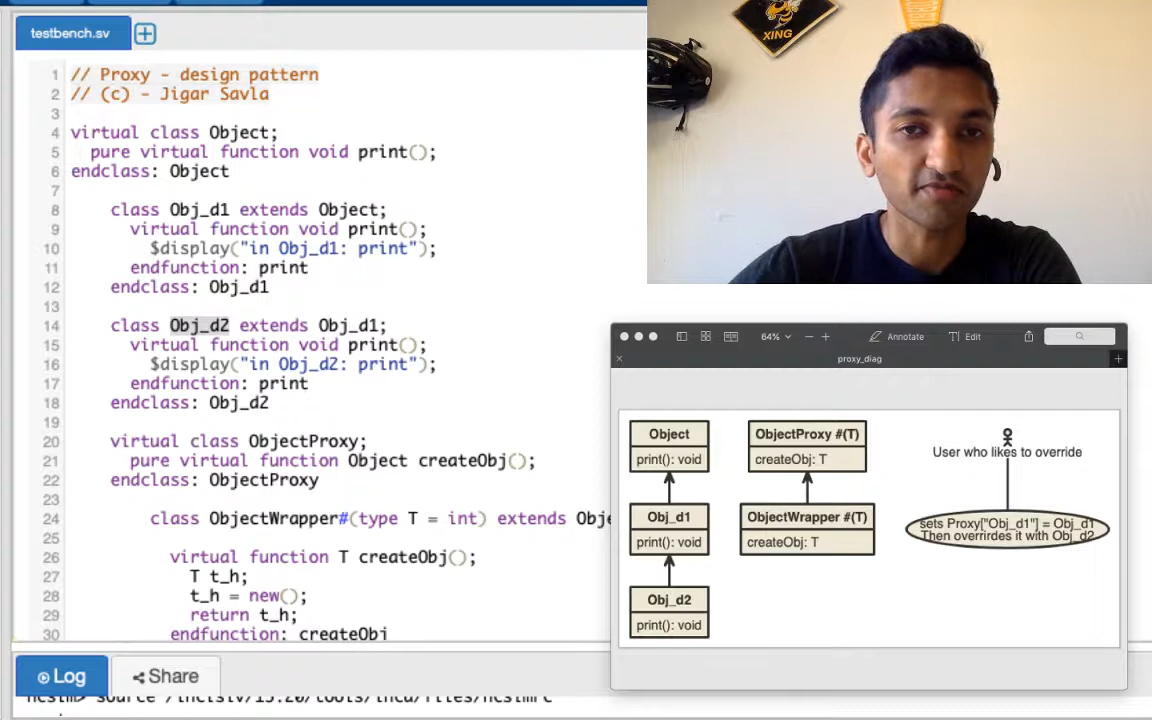 testbench.sv
XING
1 // Proxy - design pattern
2 // (c) - Jigar Savla
3
4 virtual class Object;
5 pure virtual function void print();
6 endclass: Object
7
8 class Obj_d1 extends Object;
9 virtual function void print();
10 $display("in Obj_d1: print");
11 endfunction: print
12 endclass: Obj_d1
13
14 class Obj_d2 extends Obj_d1;
15 virtual function void print();
16 $display("in Obj_d2: print");
17 endfunction: print
18 endclass: Obj_d2
19
20 virtual class ObjectProxy;
21 pure virtual function Object createObj();
22 endclass: ObjectProxy
23
24 class ObjectWrapper#(type T = int) extends Obje
25
26 virtual function T createObj();
27 T t_h;
28 t_h = new();
29 return t_h;
30 endfunction: createObj
64% Annotate Edit
proxy_diag
Object
print(): void
Obj_d1
print(): void
Obj_d2
print(): void
ObjectProxy #(T)
createObj: T
ObjectWrapper #(T)
createObj: T
User who likes to override
sets Proxy["Obj_d1"] = Obj_d1
Then overrirdes it with Obj_d2
Log Share